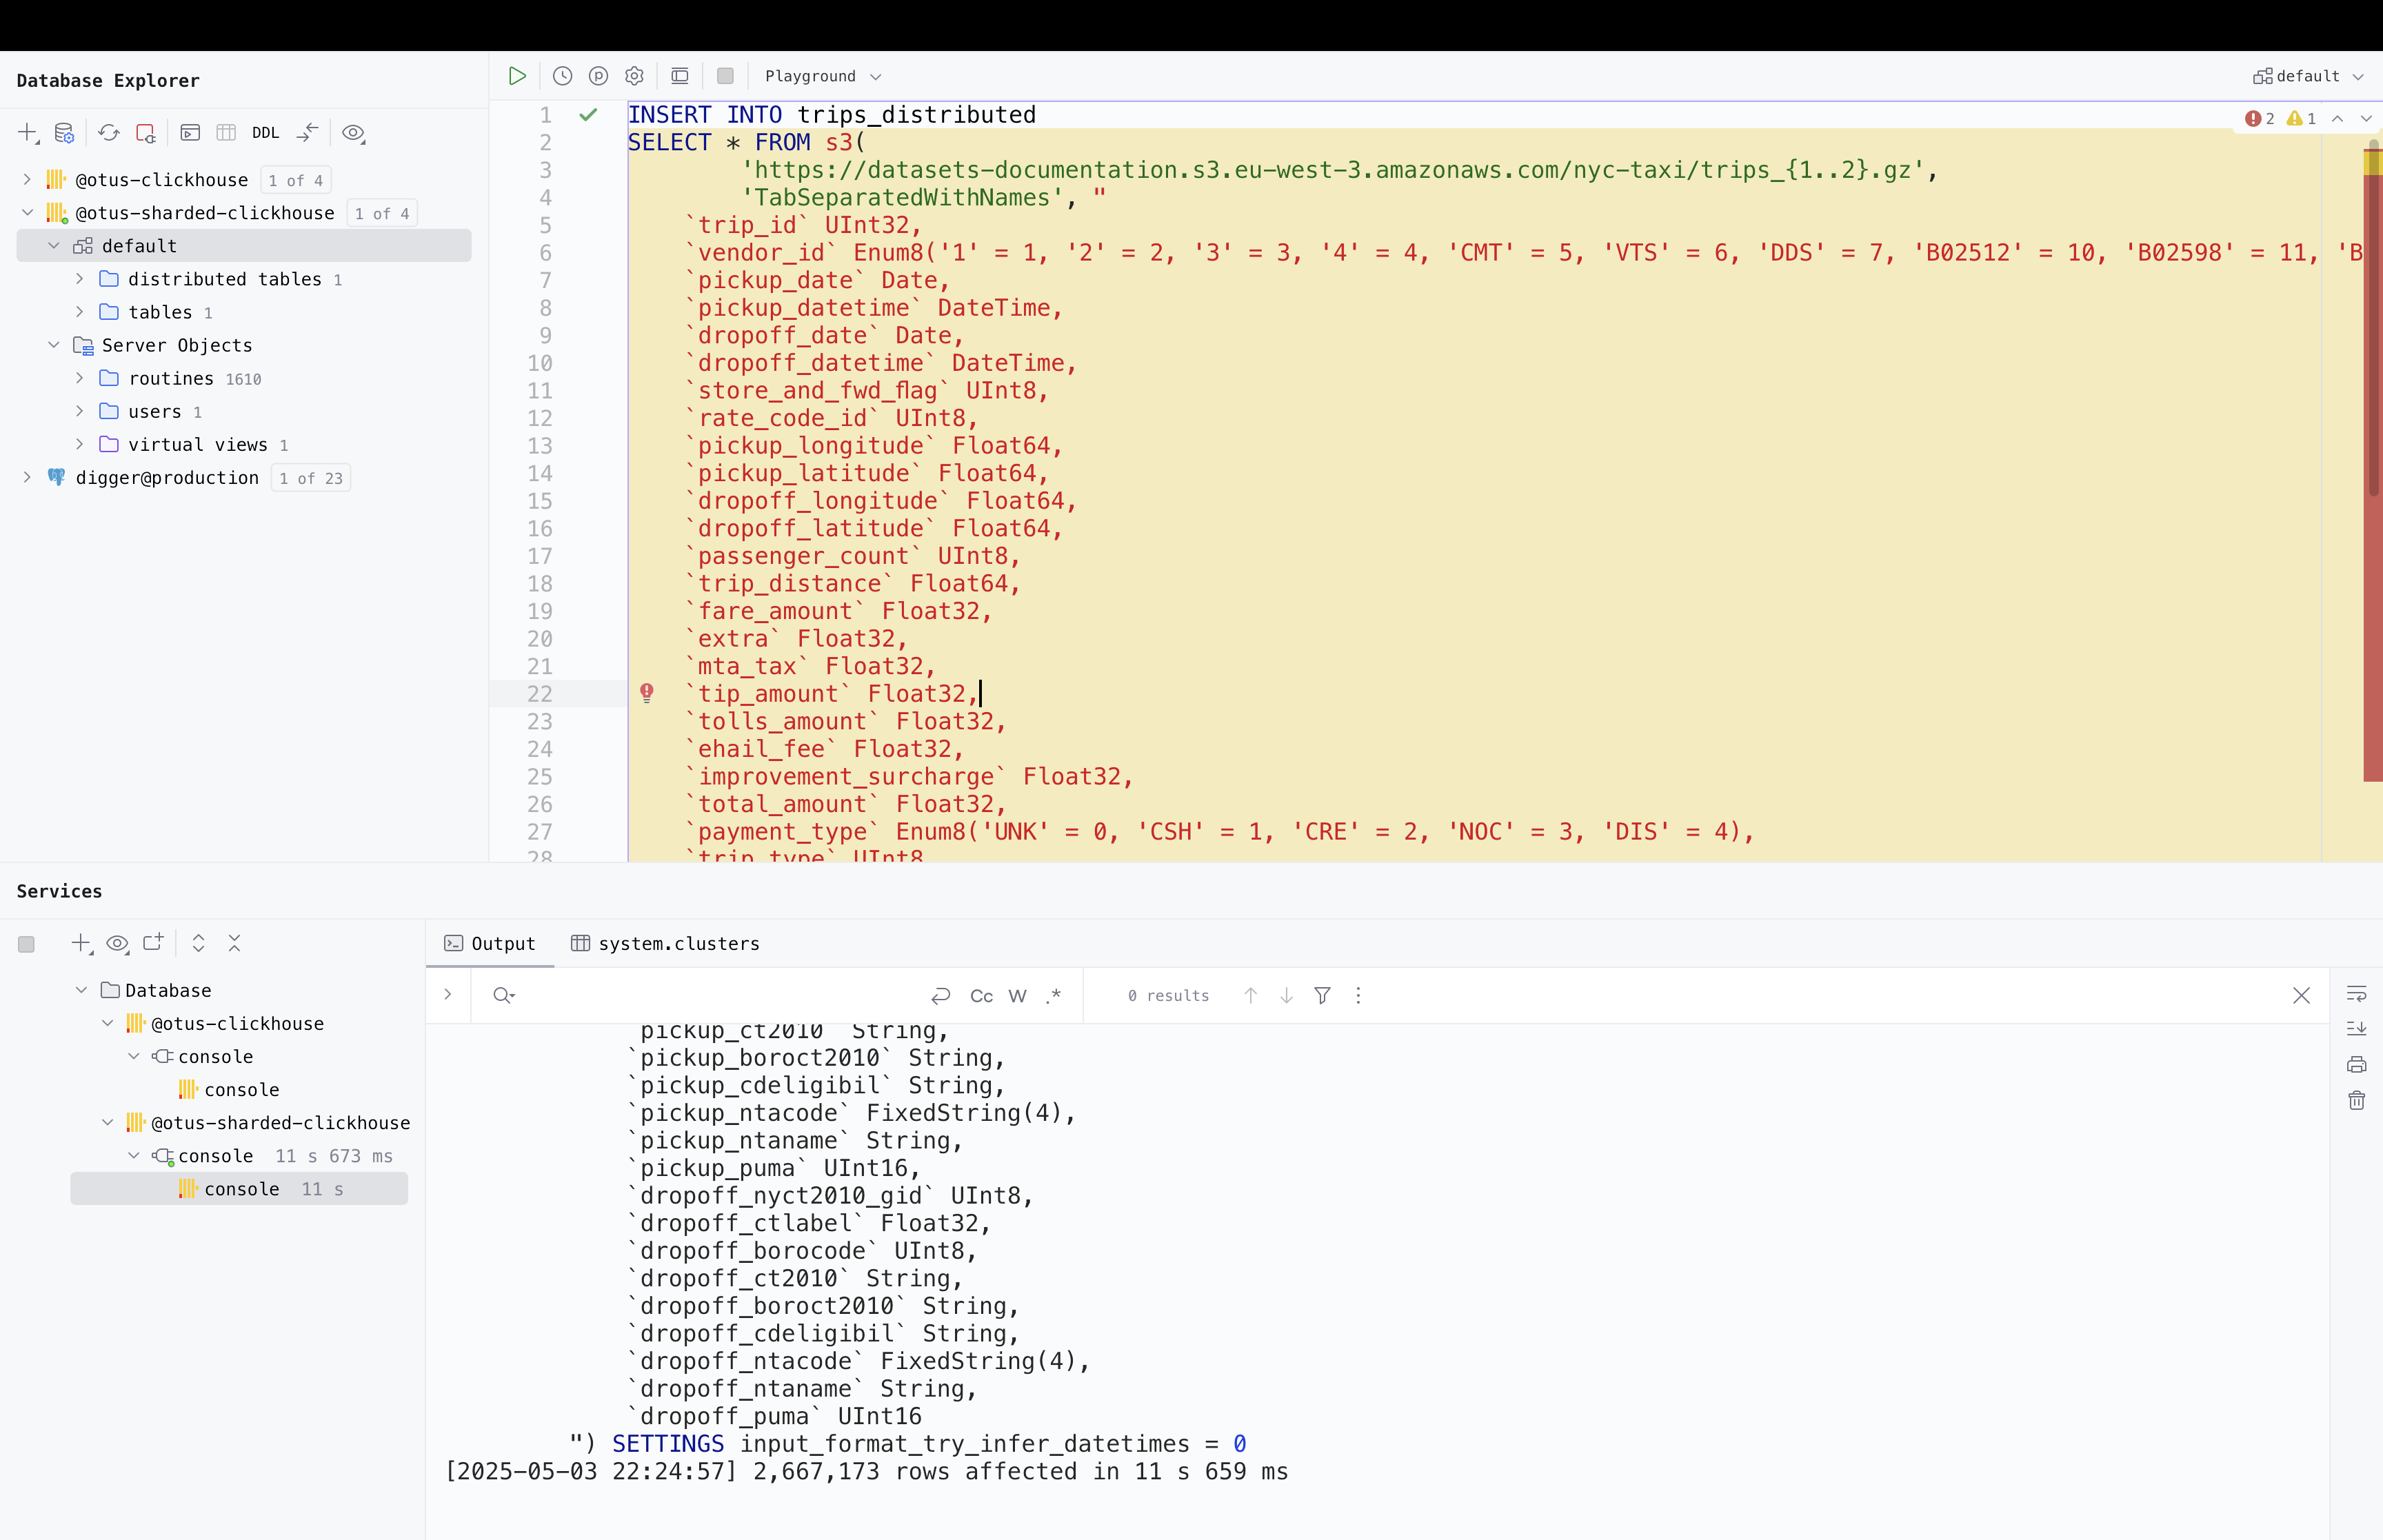 Database Explorer
DDL
@otus-clickhouse 1 of 4
@otus-sharded-clickhouse 1 of 4
default
distributed tables 1
tables 1
Server Objects
routines 1610
users 1
virtual views 1
digger@production 1 of 23
Playground
default
2 1
1 INSERT INTO trips_distributed
2 SELECT * FROM s3(
3 'https://datasets-documentation.s3.eu-west-3.amazonaws.com/nyc-taxi/trips_{1..2}.gz',
4 'TabSeparatedWithNames', "
5 `trip_id` UInt32,
6 `vendor_id` Enum8('1' = 1, '2' = 2, '3' = 3, '4' = 4, 'CMT' = 5, 'VTS' = 6, 'DDS' = 7, 'B02512' = 10, 'B02598' = 11, 'B
7 `pickup_date` Date,
8 `pickup_datetime` DateTime,
9 `dropoff_date` Date,
10 `dropoff_datetime` DateTime,
11 `store_and_fwd_flag` UInt8,
12 `rate_code_id` UInt8,
13 `pickup_longitude` Float64,
14 `pickup_latitude` Float64,
15 `dropoff_longitude` Float64,
16 `dropoff_latitude` Float64,
17 `passenger_count` UInt8,
18 `trip_distance` Float64,
19 `fare_amount` Float32,
20 `extra` Float32,
21 `mta_tax` Float32,
22 `tip_amount` Float32,
23 `tolls_amount` Float32,
24 `ehail_fee` Float32,
25 `improvement_surcharge` Float32,
26 `total_amount` Float32,
27 `payment_type` Enum8('UNK' = 0, 'CSH' = 1, 'CRE' = 2, 'NOC' = 3, 'DIS' = 4),
28 `trip_type` UInt8
Services
Database
@otus-clickhouse
console
console
@otus-sharded-clickhouse
console 11 s 673 ms
console 11 s
Output
system.clusters
Cc W .*
0 results
`pickup_ct2010` String,
`pickup_boroct2010` String,
`pickup_cdeligibil` String,
`pickup_ntacode` FixedString(4),
`pickup_ntaname` String,
`pickup_puma` UInt16,
`dropoff_nyct2010_gid` UInt8,
`dropoff_ctlabel` Float32,
`dropoff_borocode` UInt8,
`dropoff_ct2010` String,
`dropoff_boroct2010` String,
`dropoff_cdeligibil` String,
`dropoff_ntacode` FixedString(4),
`dropoff_ntaname` String,
`dropoff_puma` UInt16
") SETTINGS input_format_try_infer_datetimes = 0
[2025-05-03 22:24:57] 2,667,173 rows affected in 11 s 659 ms